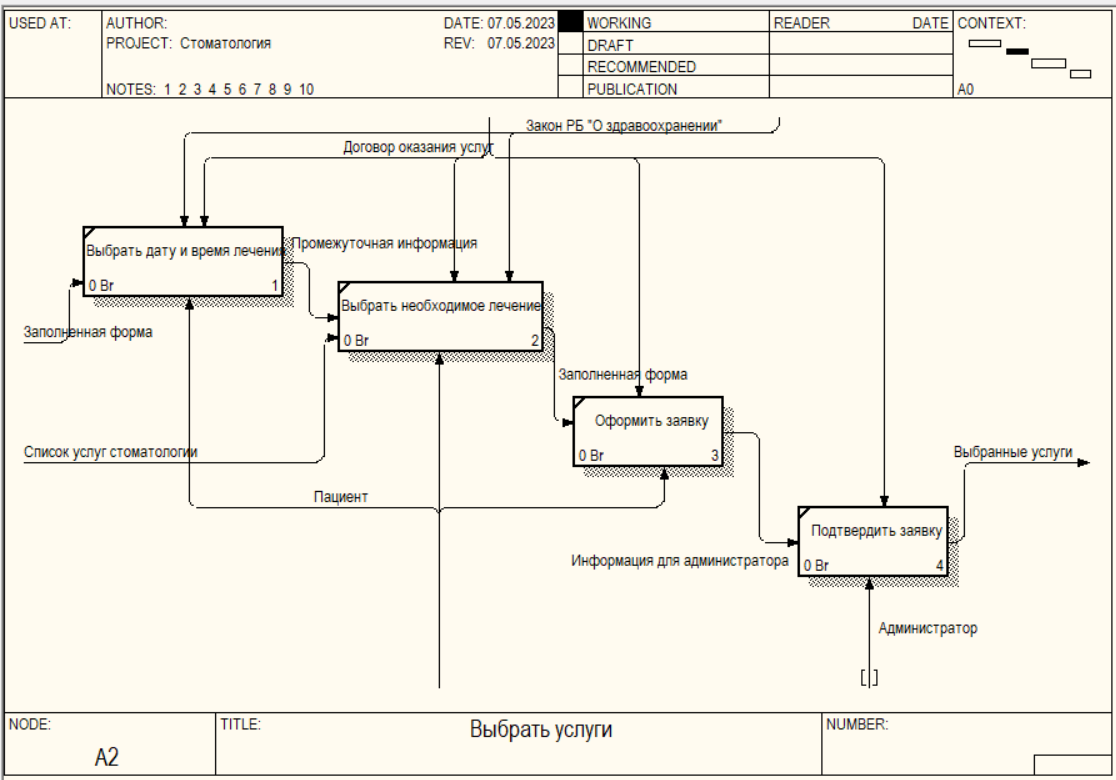 USED AT:
AUTHOR:
DATE: 07.05.2023
WORKING
READER
DATE
CONTEXT:
PROJECT: Стоматология
REV: 07.05.2023
DRAFT
RECOMMENDED
NOTES: 1 2 3 4 5 6 7 8 9 10
PUBLICATION
A0
Закон РБ "О здравоохранении"
Договор оказания услуг
Выбрать дату и время лечения
0 Br
1
Промежуточная информация
Выбрать необходимое лечение
0 Br
2
Заполненная форма
Заполненная форма
Оформить заявку
0 Br
3
Список услуг стоматологии
Выбранные услуги
Пациент
Подтвердить заявку
0 Br
4
Информация для администратора
Администратор
NODE:
A2
TITLE:
Выбрать услуги
NUMBER: